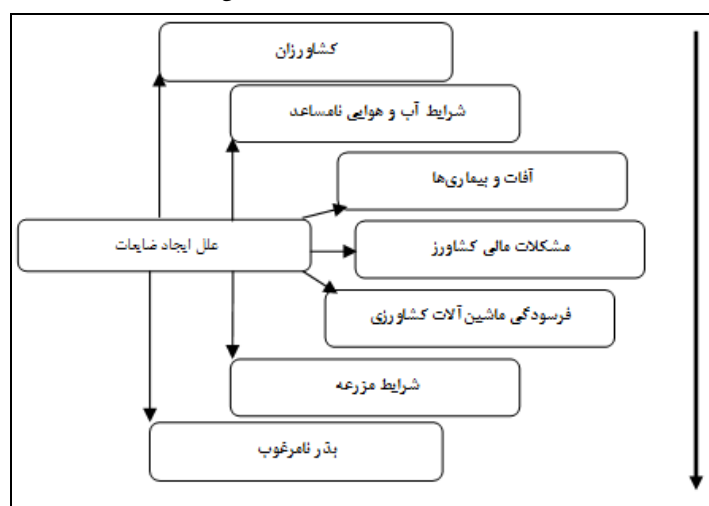 کشاورزان
شرایط آب و هوایی نامساعد
آفات و بیماری‌ها
علل ایجاد ضایعات
مشکلات مالی کشاورز
فرسودگی ماشین آلات کشاورزی
شرایط مزرعه
بذر نامرغوب